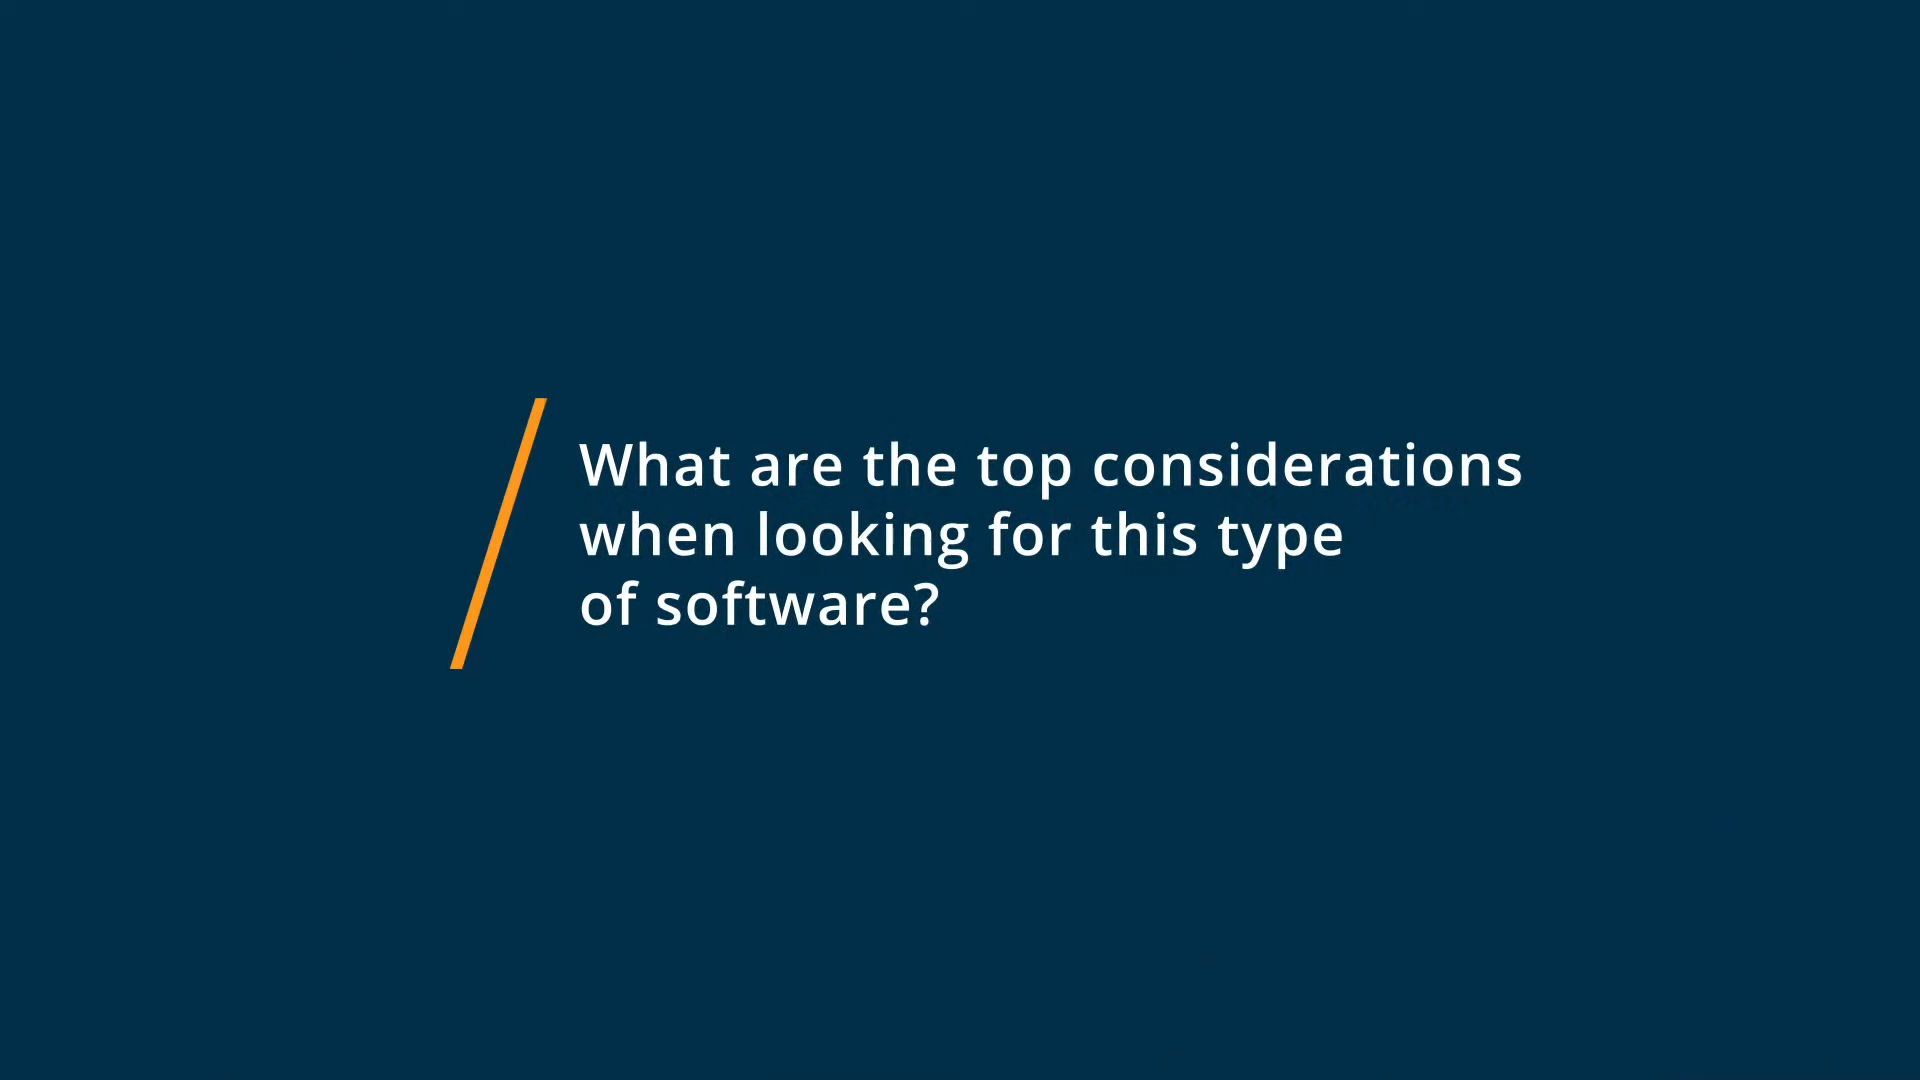 What are the top considerations
when looking for this type
of software?